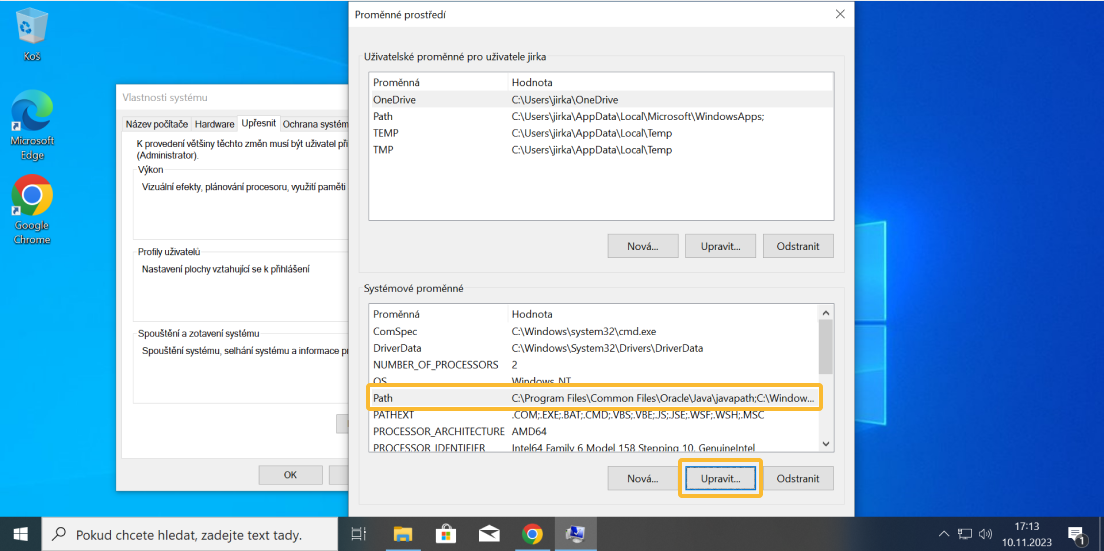 Koš
Microsoft
Edge
Google
Chrome
Vlastnosti systému
Název počítače Hardware Upřesnit Ochrana systém
K provedení většiny těchto změn musí být uživatel při
(Administrator).
Výkon
Vizuální efekty, plánování procesoru, využití paměti
Profily uživatelů
Nastavení plochy vztahující se k přihlášení
Spouštění a zotavení systému
Spouštění systému, selhání systému a informace pr
OK
Proměnné prostředí
Uživatelské proměnné pro uživatele jirka
Proměnná Hodnota
OneDrive C:\Users\jirka\OneDrive
Path C:\Users\jirka\AppData\Local\Microsoft\WindowsApps;
TEMP C:\Users\jirka\AppData\Local\Temp
TMP C:\Users\jirka\AppData\Local\Temp
Nová... Upravit... Odstranit
Systémové proměnné
Proměnná Hodnota
ComSpec C:\Windows\system32\cmd.exe
DriverData C:\Windows\System32\Drivers\DriverData
NUMBER_OF_PROCESSORS 2
OS Windows_NT
Path C:\Program Files\Common Files\Oracle\Java\javapath;C:\Window...
PATHEXT .COM;.EXE;.BAT;.CMD;.VBS;.VBE;.JS;.JSE;.WSF;.WSH;.MSC
PROCESSOR_ARCHITECTURE AMD64
PROCESSOR_IDENTIFIER Intel64 Family 6 Model 158 Stepping 10, GenuineIntel
Nová... Upravit... Odstranit
Pokud chcete hledat, zadejte text tady.
17:13
10.11.2023
1